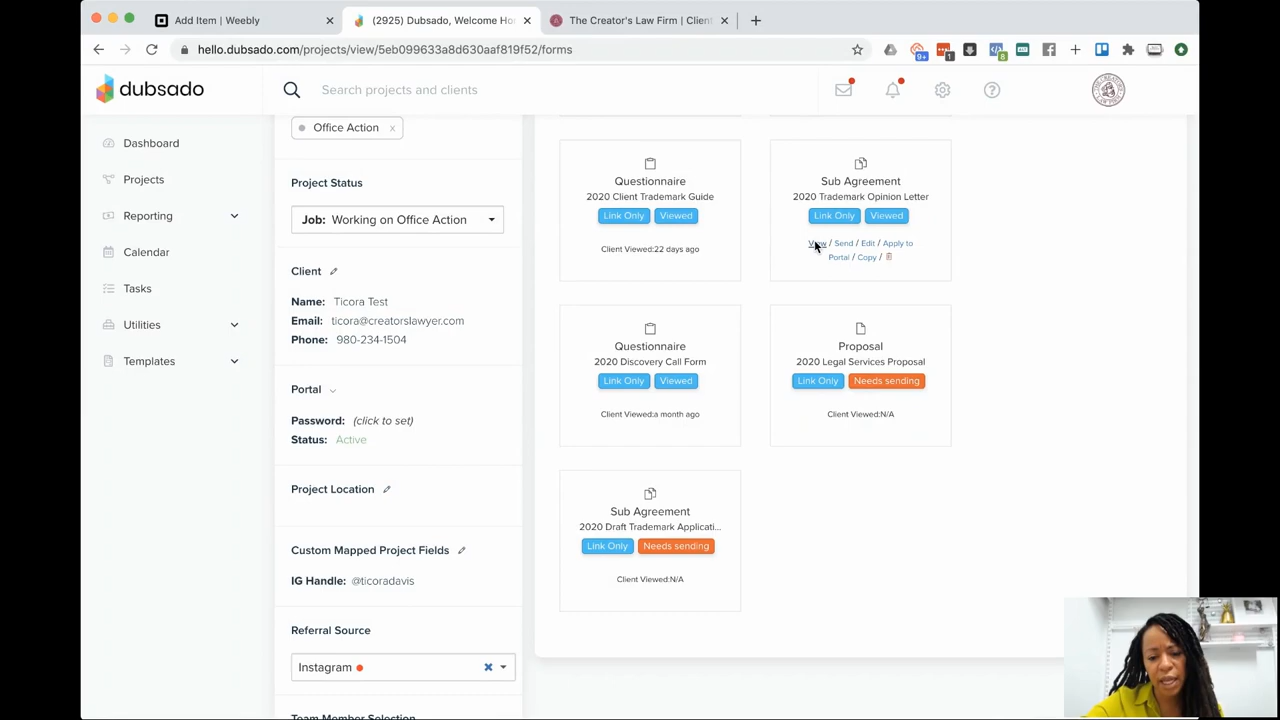 Add Item | Weebly
(2925) Dubsado, Welcome Ho
The Creator's Law Firm | Client
hello.dubsado.com/projects/view/5eb099633a8d630aaf819f52/forms
9+
1
8
dubsado
Search projects and clients
Dashboard
Projects
Reporting
Calendar
Tasks
Utilities
Templates
Office Action x
Project Status
Job: Working on Office Action
Client
Name: Ticora Test
Email: ticora@creatorslawyer.com
Phone: 980-234-1504
Portal
Password: (click to set)
Status: Active
Project Location
Custom Mapped Project Fields
IG Handle: @ticoradavis
Referral Source
Instagram
Team Member Selection
Questionnaire
2020 Client Trademark Guide
Link Only Viewed
Client Viewed:22 days ago
Sub Agreement
2020 Trademark Opinion Letter
Link Only Viewed
View / Send / Edit / Apply to
Portal / Copy /
Questionnaire
2020 Discovery Call Form
Link Only Viewed
Client Viewed:a month ago
Proposal
2020 Legal Services Proposal
Link Only Needs sending
Client Viewed:N/A
Sub Agreement
2020 Draft Trademark Applicati...
Link Only Needs sending
Client Viewed:N/A